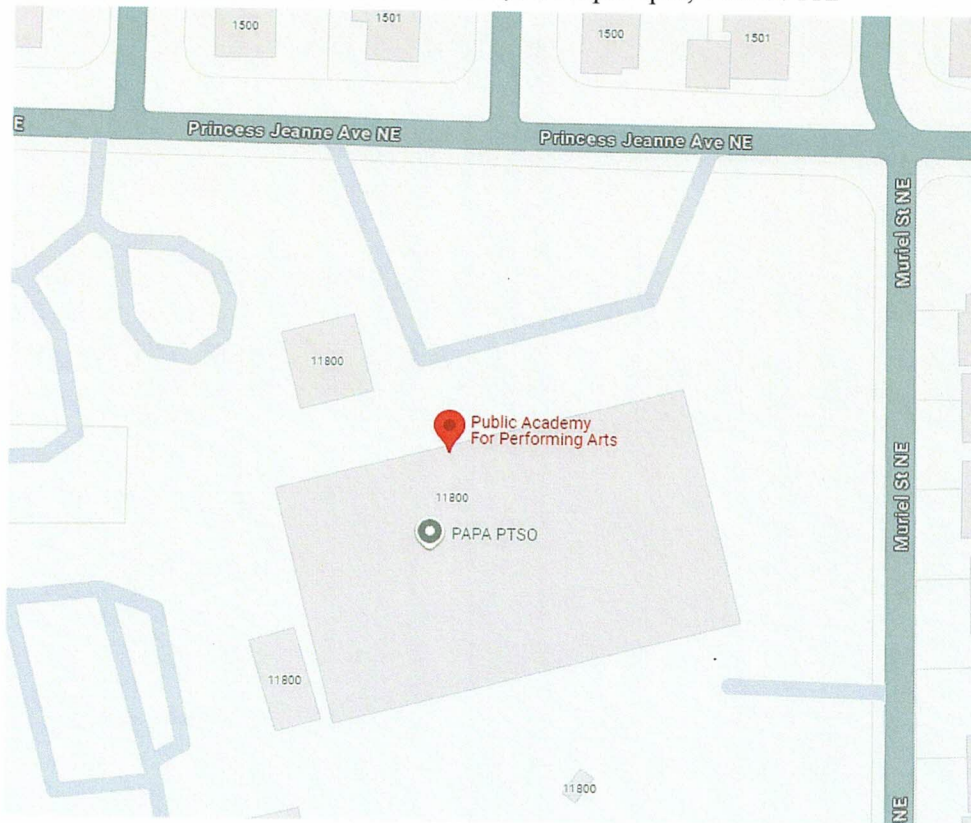 1500
1501
1500
1501
E
Princess Jeanne Ave NE
Princess Jeanne Ave NE
Muriel St NE
11800
Public Academy
For Performing Arts
11800
PAPA PTSO
Muriel St NE
11800
11800
NE